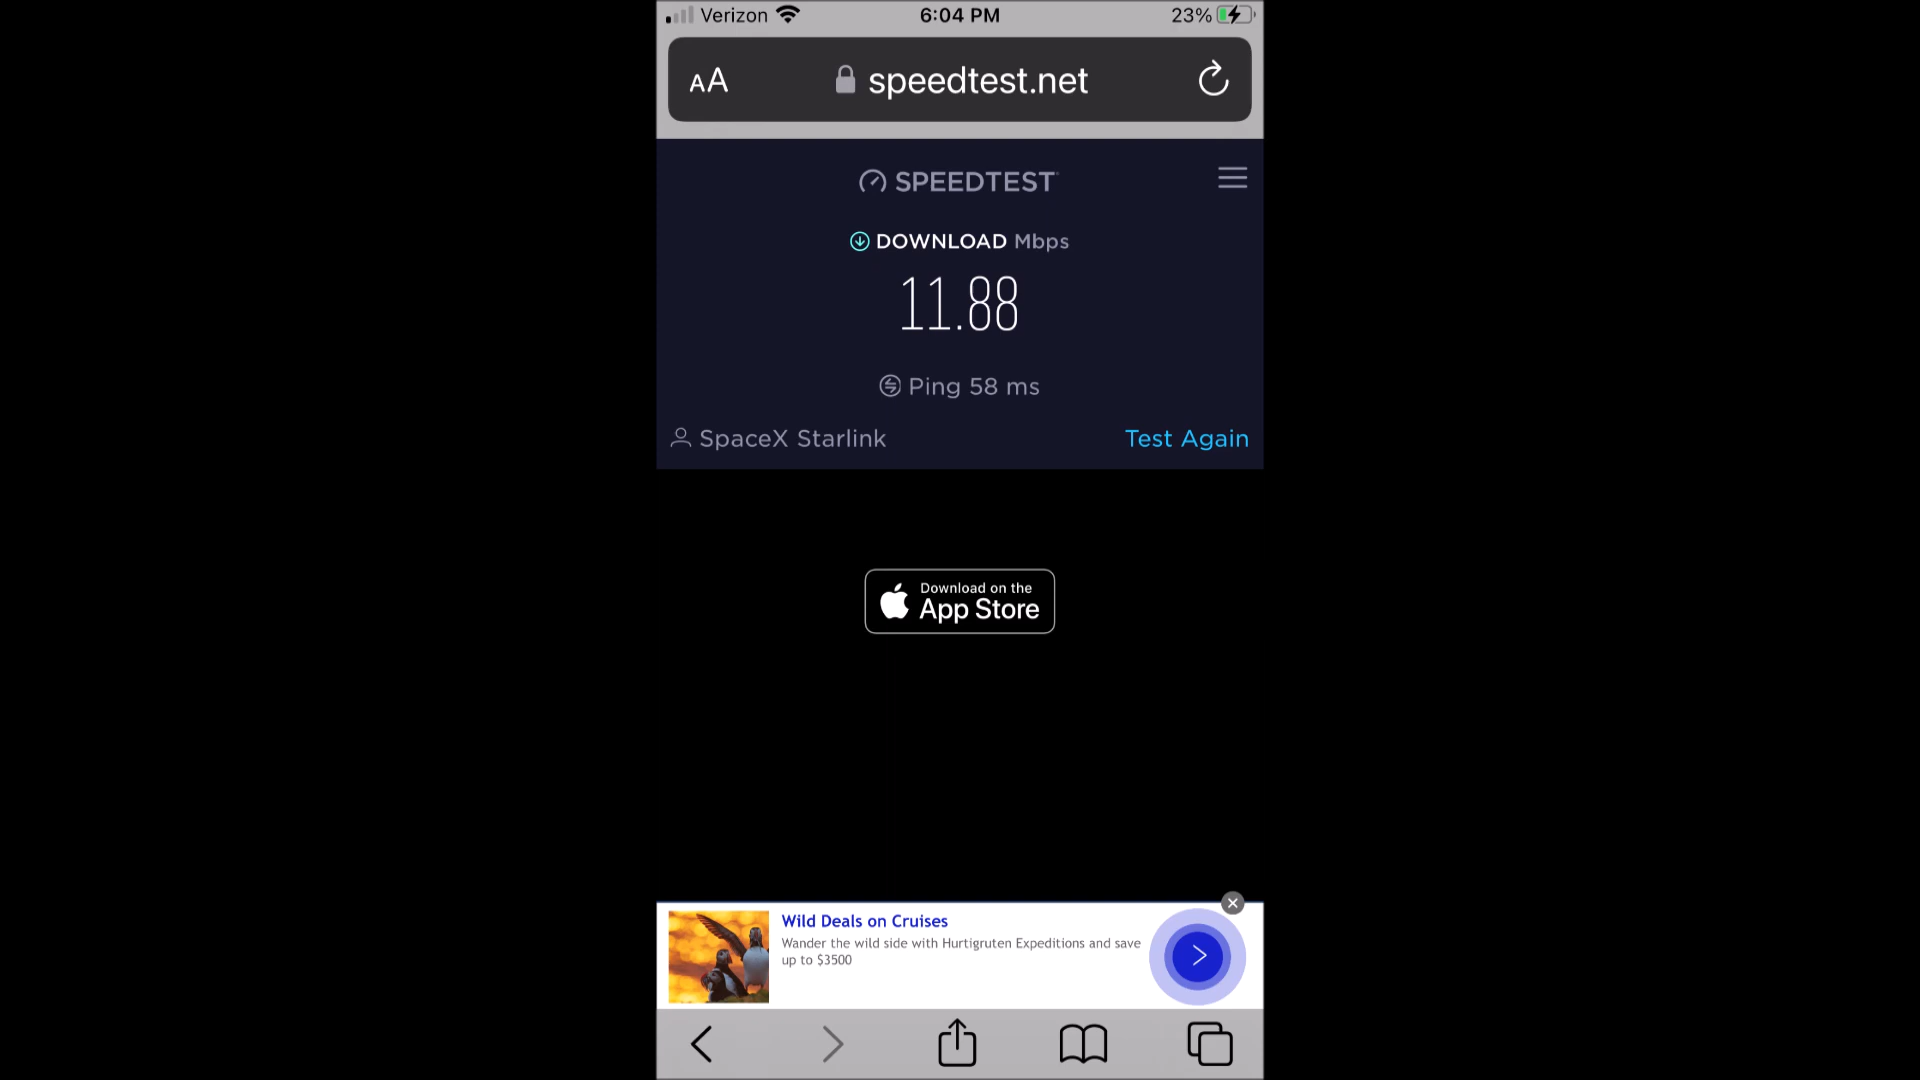 Verizon 6:04 PM 23%
AA speedtest.net
SPEEDTEST
DOWNLOAD Mbps
11.88
Ping 58 ms
SpaceX Starlink Test Again
Download on the
App Store
Wild Deals on Cruises
Wander the wild side with Hurtigruten Expeditions and save
up to $3500